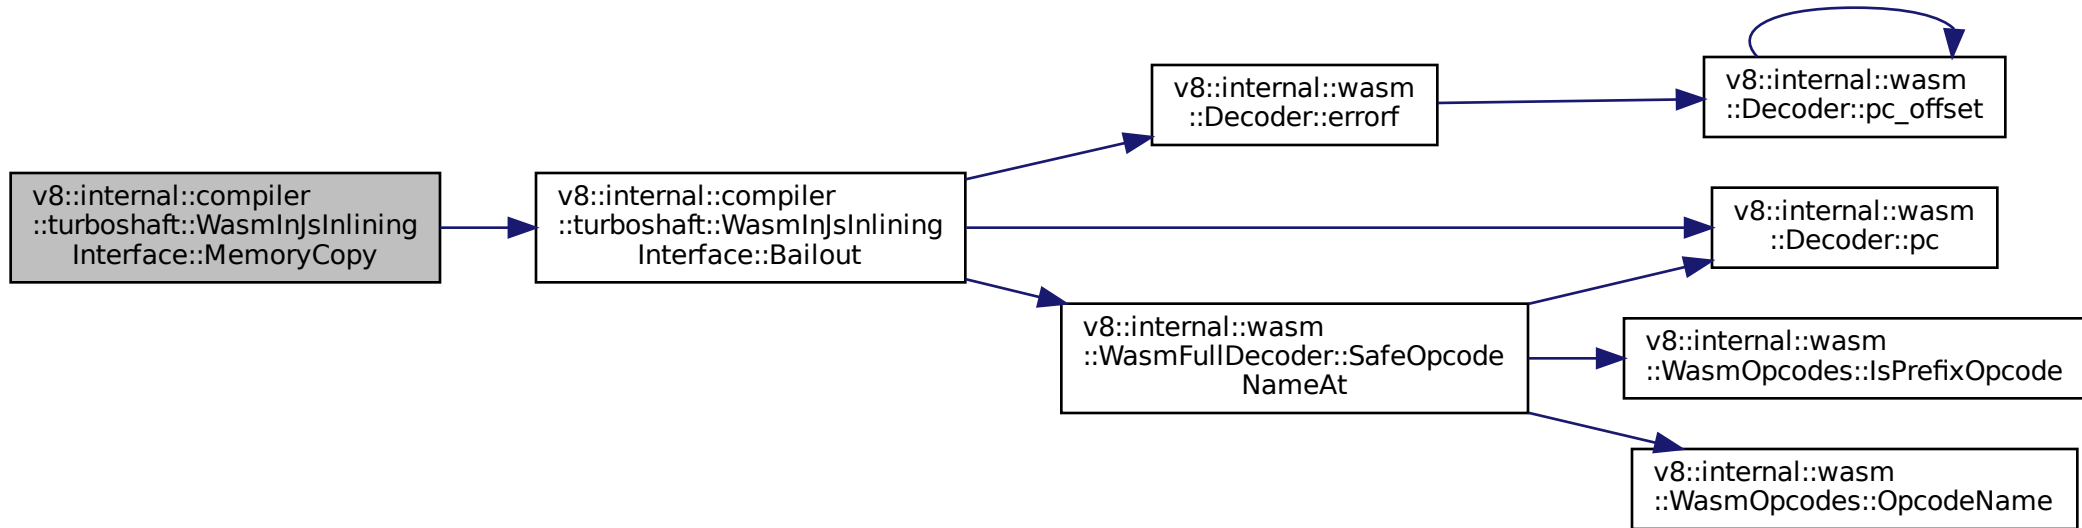 v8::internal::compiler
::turboshaft::WasmInJsInlining
Interface::MemoryCopy
v8::internal::compiler
::turboshaft::WasmInJsInlining
Interface::Bailout
v8::internal::wasm
::Decoder::errorf
v8::internal::wasm
::Decoder::pc_offset
v8::internal::wasm
::Decoder::pc
v8::internal::wasm
::WasmFullDecoder::SafeOpcode
NameAt
v8::internal::wasm
::WasmOpcodes::IsPrefixOpcode
v8::internal::wasm
::WasmOpcodes::OpcodeName